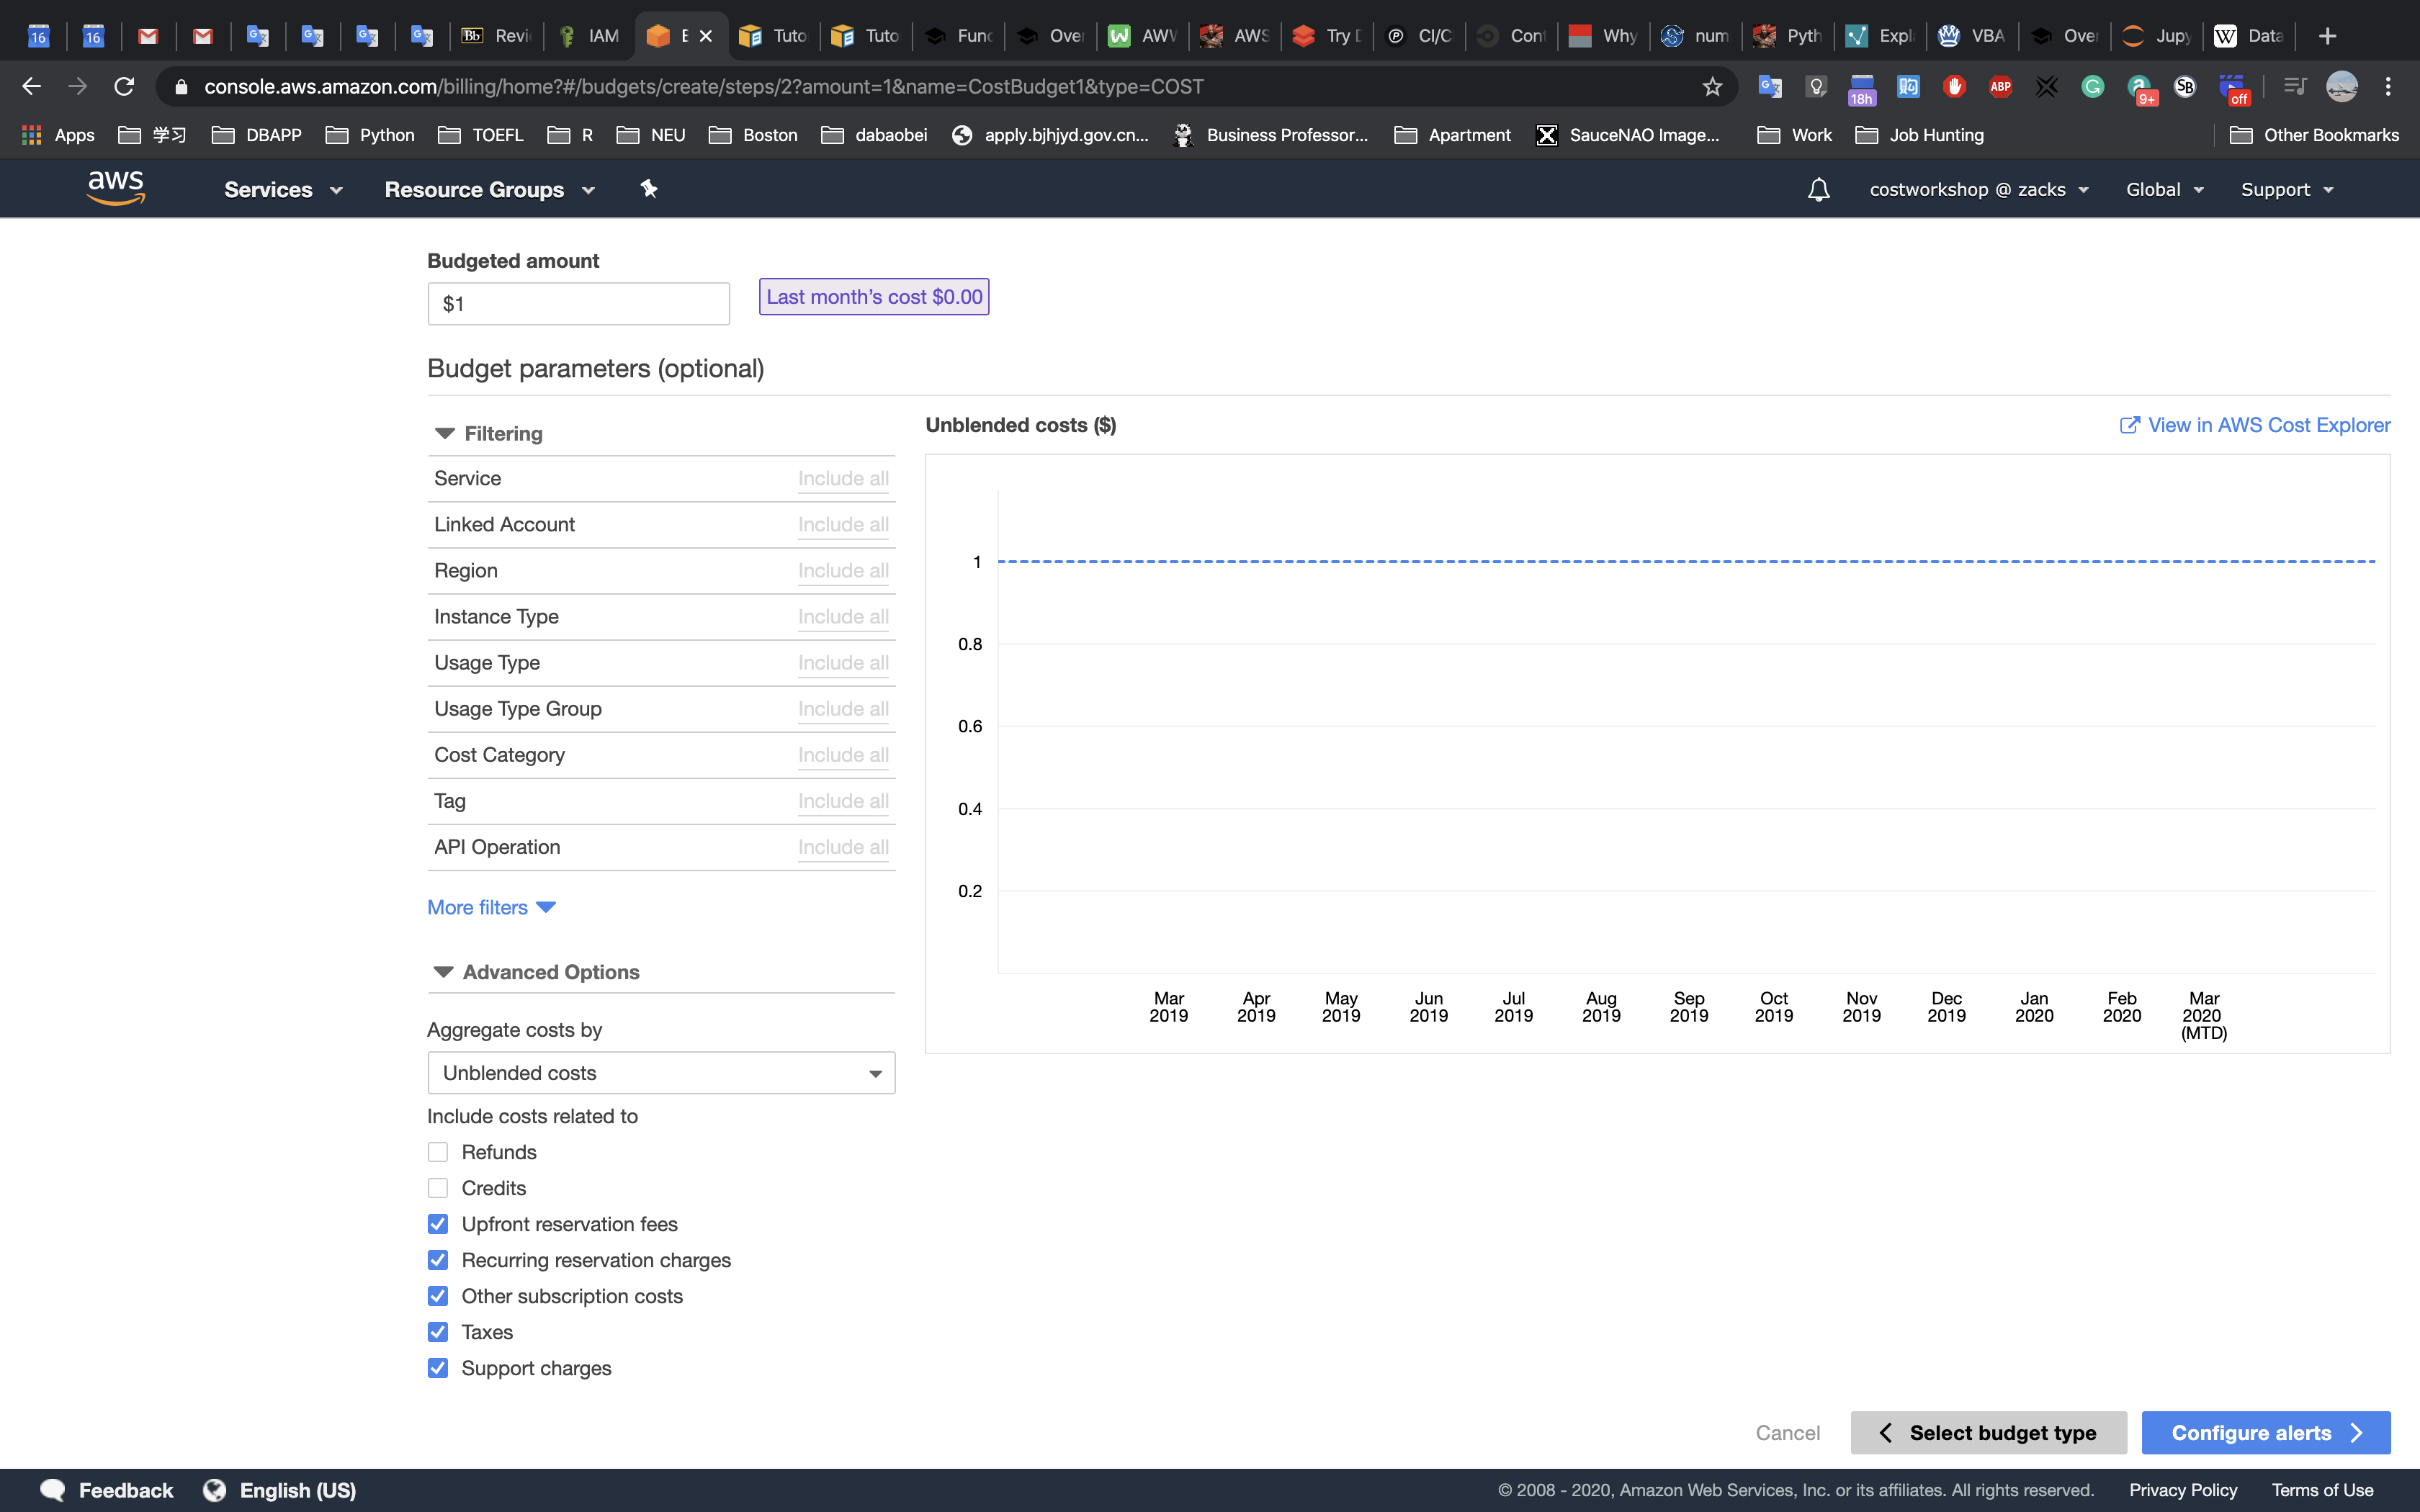 16 16 Bb Revi IAM E Tuto Tuto Func Over AWV AWS Try D CI/C Con Why num Pyth Expl VBA Over Jupy W Data
console.aws.amazon.com/billing/home?#/budgets/create/steps/2?amount=1&name=CostBudget1&type=COST 18h ABP 9+ SB off
Apps 学习 DBAPP Python TOEFL R NEU Boston dabaobei apply.bjhjyd.gov.cn... Business Professor... Apartment SauceNAO Image... Work Job Hunting Other Bookmarks
aws Services Resource Groups costworkshop @ zacks Global Support
Budgeted amount
$1 Last month's cost $0.00
Budget parameters (optional)
Filtering
Service Include all
Linked Account Include all
Region Include all
Instance Type Include all
Usage Type Include all
Usage Type Group Include all
Cost Category Include all
Tag Include all
API Operation Include all
More filters
Advanced Options
Aggregate costs by
Unblended costs
Include costs related to
Refunds
Credits
Upfront reservation fees
Recurring reservation charges
Other subscription costs
Taxes
Support charges
Unblended costs ($) View in AWS Cost Explorer
1
0.8
0.6
0.4
0.2
Mar Apr May Jun Jul Aug Sep Oct Nov Dec Jan Feb Mar
2019 2019 2019 2019 2019 2019 2019 2019 2019 2019 2020 2020 2020
(MTD)
Cancel Select budget type Configure alerts
Feedback English (US) © 2008 - 2020, Amazon Web Services, Inc. or its affiliates. All rights reserved. Privacy Policy Terms of Use